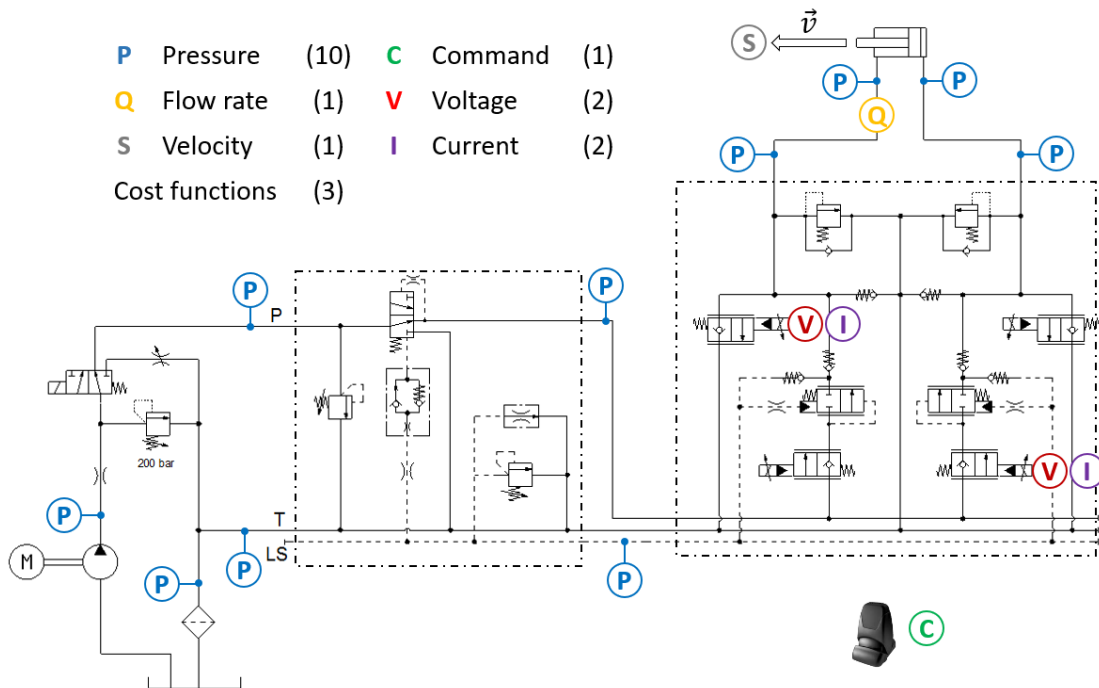 P Pressure (10) C Command (1)
Q Flow rate (1) V Voltage (2)
S Velocity (1) I Current (2)
Cost functions (3)
S v
P P
Q
P P
P P
P
V I
200 bar
P
V I
T
M P LS P
P P
C